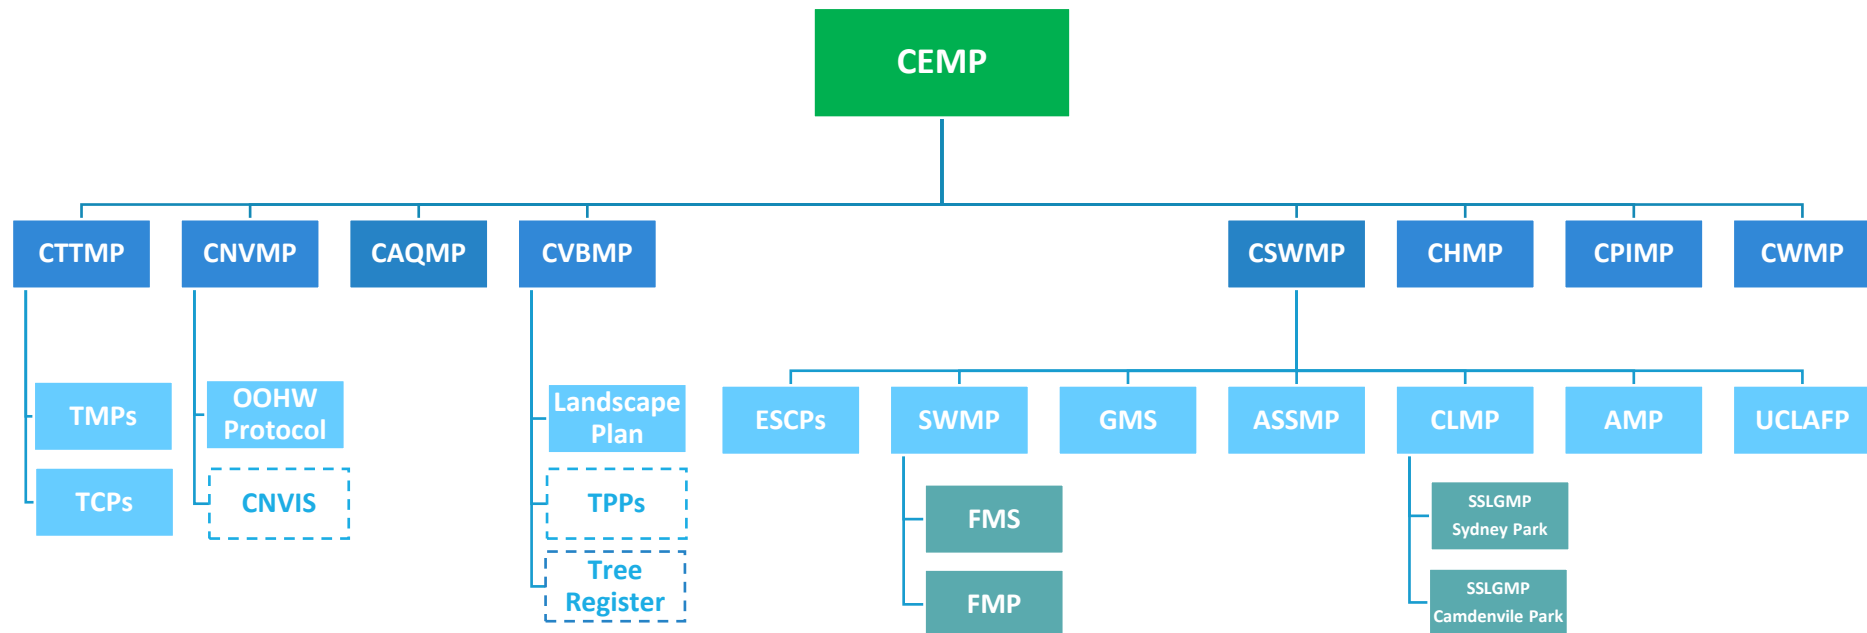 CEMP
CTTMP
CNVMP
CAQMP
CVBMP
CSWMP
CHMP
CPIMP
CWMP
TMPs
TCPs
OOHW
Protocol
CNVIS
Landscape
Plan
TPPs
Tree
Register
ESCPs
SWMP
GMS
ASSMP
CLMP
AMP
UCLAFP
FMS
FMP
SSLGMP
Sydney Park
SSLGMP
Camdenvile Park